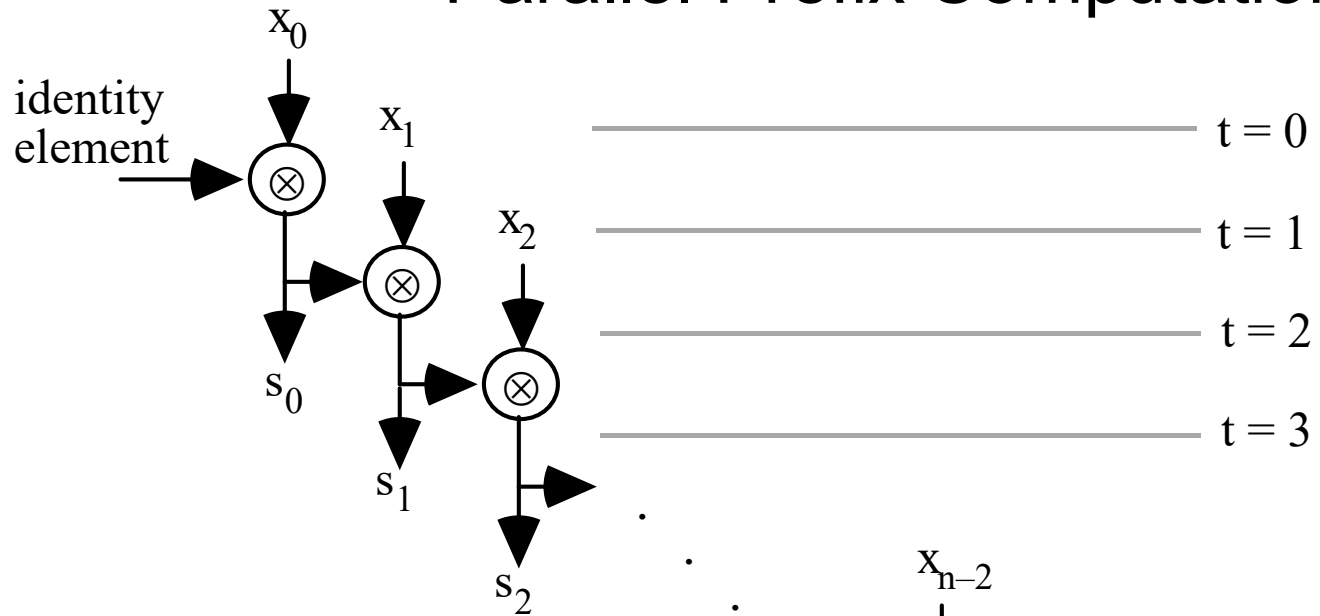 Parallel Prefix Computation
x0
identity
element
x1
t = 0
⊗
x2
t = 1
⊗
t = 2
s0
⊗
t = 3
s1
s2
xn–2